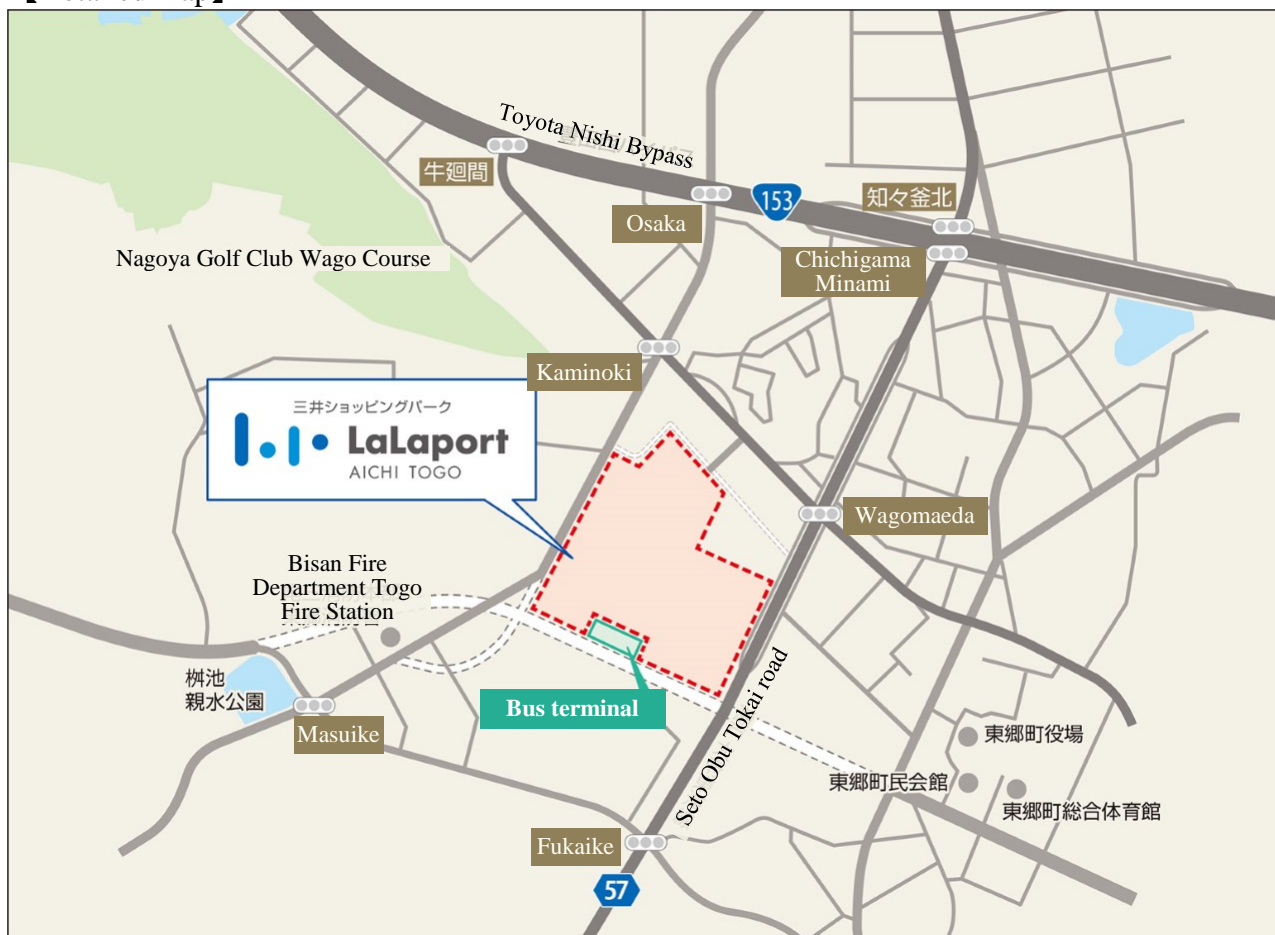 Toyota Nishi Bypass
牛廻間
153
Osaka
知々釜北
Nagoya Golf Club Wago Course
Chichigama
Minami
Kaminoki
三井ショッピングパーク
LaLaport
AICHI TOGO
Wagomaeda
Bisan Fire
Department Togo
Fire Station
桝池
親水公園
Bus terminal
Masuike
Seto Obu Tokai road
東郷町役場
東郷町民会館
東郷町総合体育館
Fukaike
57